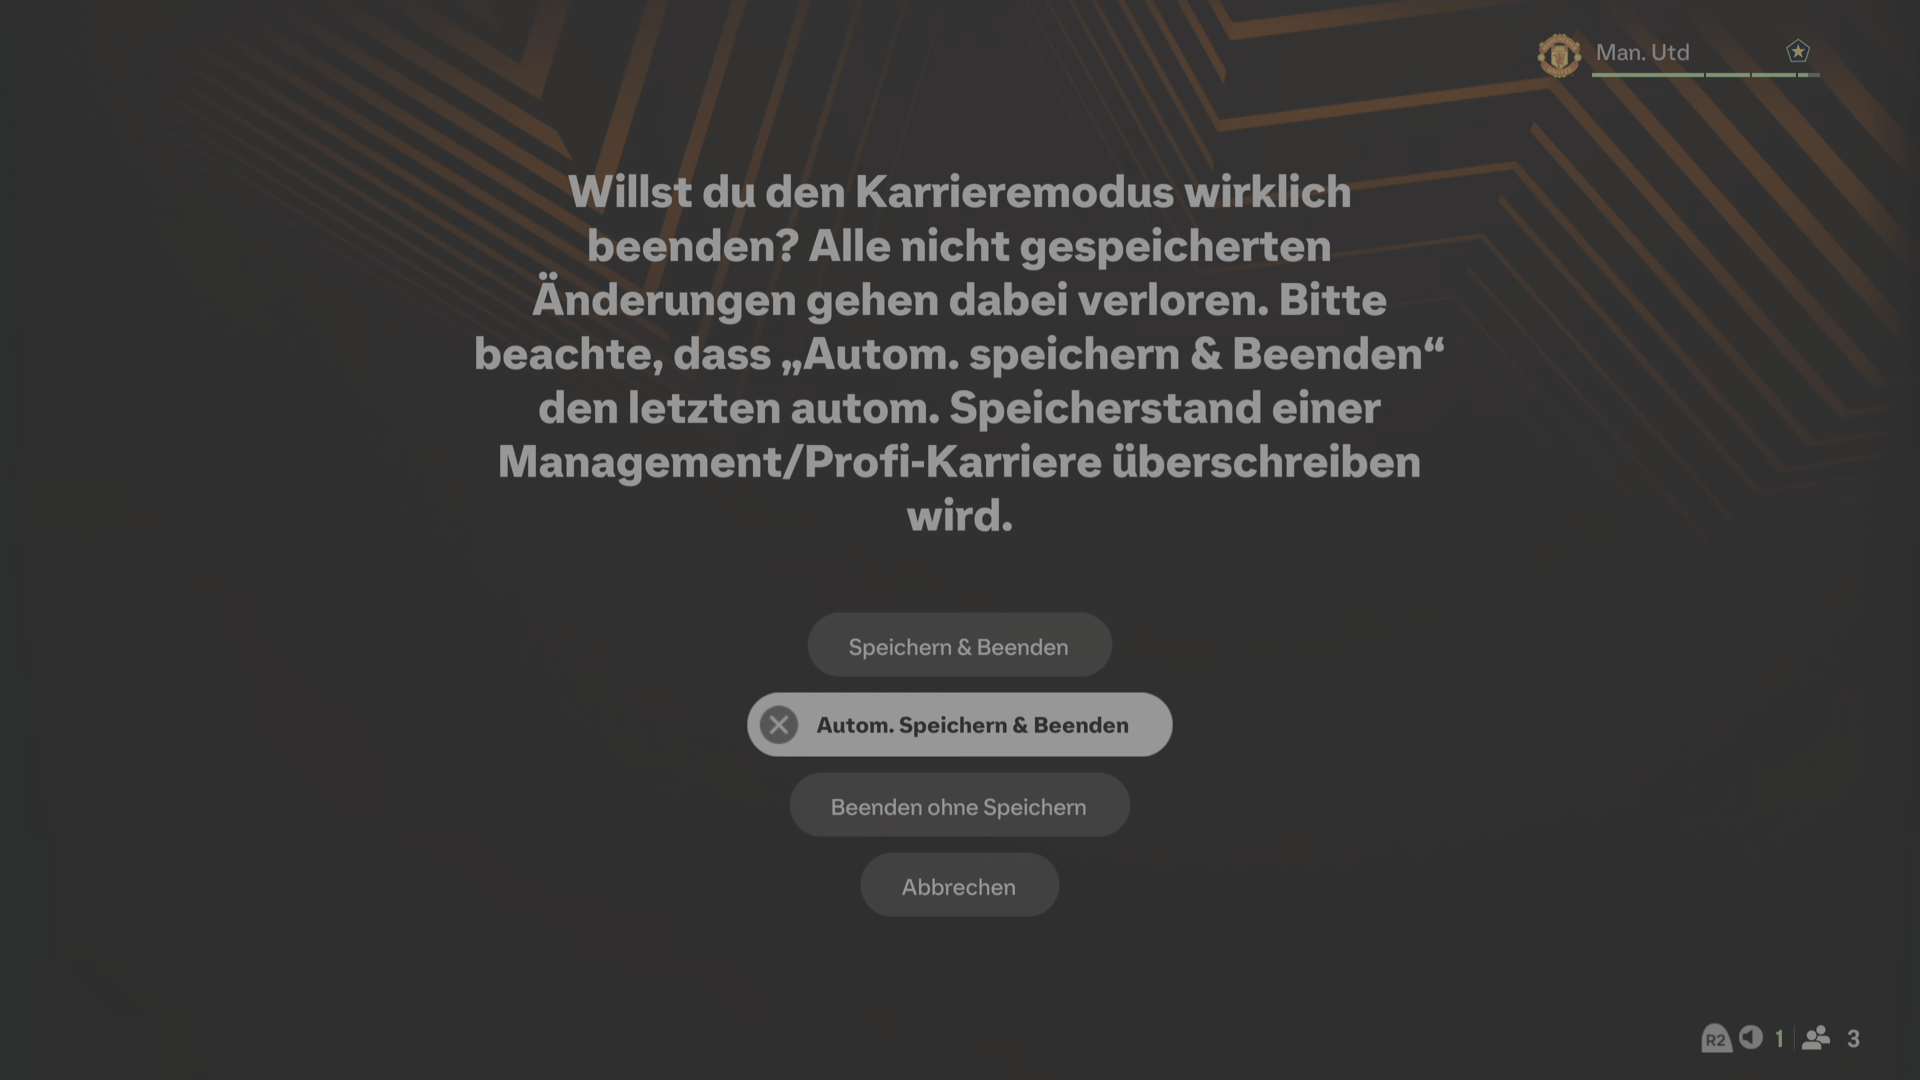 Man. Utd
Willst du den Karrieremodus wirklich
beenden? Alle nicht gespeicherten
Änderungen gehen dabei verloren. Bitte
beachte, dass „Autom. speichern & Beenden“
den letzten autom. Speicherstand einer
Management/Profi-Karriere überschreiben
wird.
Speichern & Beenden
Autom. Speichern & Beenden
Beenden ohne Speichern
Abbrechen
R2 1 3